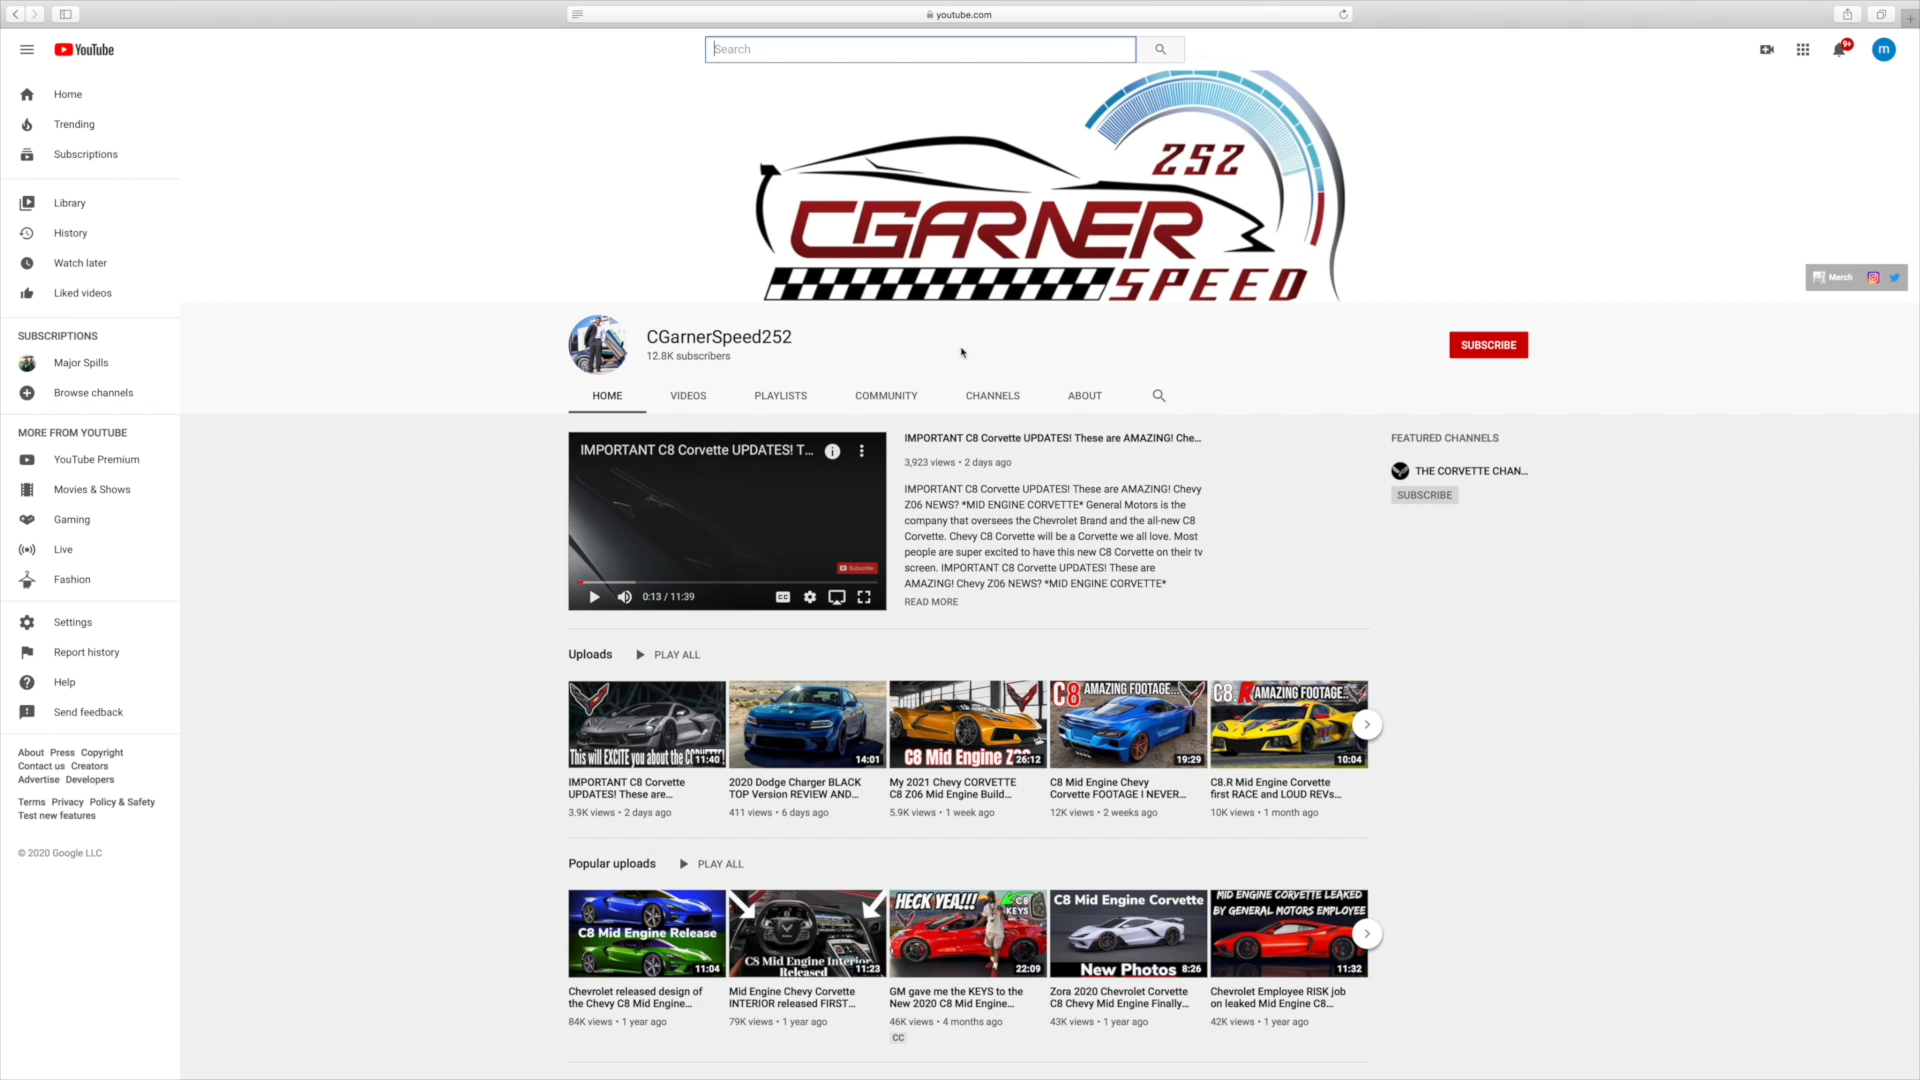 youtube.com
YouTube
Search
9+
m
Home
Trending
Subscriptions
Library
History
Watch later
Liked videos
SUBSCRIPTIONS
Major Spills
Browse channels
MORE FROM YOUTUBE
YouTube Premium
Movies & Shows
Gaming
Live
Fashion
Settings
Report history
Help
Send feedback
About Press Copyright
Contact us Creators
Advertise Developers
Terms Privacy Policy & Safety
Test new features
© 2020 Google LLC
252
CGARNER
SPEED
Merch
CGarnerSpeed252
12.8K subscribers
SUBSCRIBE
HOME VIDEOS PLAYLISTS COMMUNITY CHANNELS ABOUT
IMPORTANT C8 Corvette UPDATES! T...
Subscribe
0:13 / 11:39
CC
IMPORTANT C8 Corvette UPDATES! These are AMAZING! Che...
3,923 views • 2 days ago
IMPORTANT C8 Corvette UPDATES! These are AMAZING! Chevy
Z06 NEWS? *MID ENGINE CORVETTE* General Motors is the
company that oversees the Chevrolet Brand and the all-new C8
Corvette. Chevy C8 Corvette will be a Corvette we all love. Most
people are super excited to have this new C8 Corvette on their tv
screen. IMPORTANT C8 Corvette UPDATES! These are
AMAZING! Chevy Z06 NEWS? *MID ENGINE CORVETTE*
READ MORE
FEATURED CHANNELS
THE CORVETTE CHAN...
SUBSCRIBE
Uploads PLAY ALL
This will EXCITE you about the
11:40
14:01
C8 Mid Engine
26:12
C8 AMAZING FOOTAGE...
19:29
C8.R AMAZING FOOTAGE..
10:04
IMPORTANT C8 Corvette
UPDATES! These are...
3.9K views • 2 days ago
2020 Dodge Charger BLACK
TOP Version REVIEW AND...
411 views • 6 days ago
My 2021 Chevy CORVETTE
C8 Z06 Mid Engine Build...
5.9K views • 1 week ago
C8 Mid Engine Chevy
Corvette FOOTAGE I NEVER...
12K views • 2 weeks ago
C8.R Mid Engine Corvette
first RACE and LOUD REVs...
10K views • 1 month ago
Popular uploads PLAY ALL
C8 Mid Engine Release
11:04
C8 Mid Engine Interior
Released
11:23
HECK YEA!!!
C8
KEYS
22:09
C8 Mid Engine Corvette
New Photos
8:26
MID ENGINE CORVETTE LEAKED
BY GENERAL MOTORS EMPLOYEE
11:32
Chevrolet released design of
the Chevy C8 Mid Engine...
84K views • 1 year ago
Mid Engine Chevy Corvette
INTERIOR released FIRST...
79K views • 1 year ago
GM gave me the KEYS to the
New 2020 C8 Mid Engine...
46K views • 4 months ago
CC
Zora 2020 Chevrolet Corvette
C8 Chevy Mid Engine Finally...
43K views • 1 year ago
Chevrolet Employee RISK job
on leaked Mid Engine C8...
42K views • 1 year ago